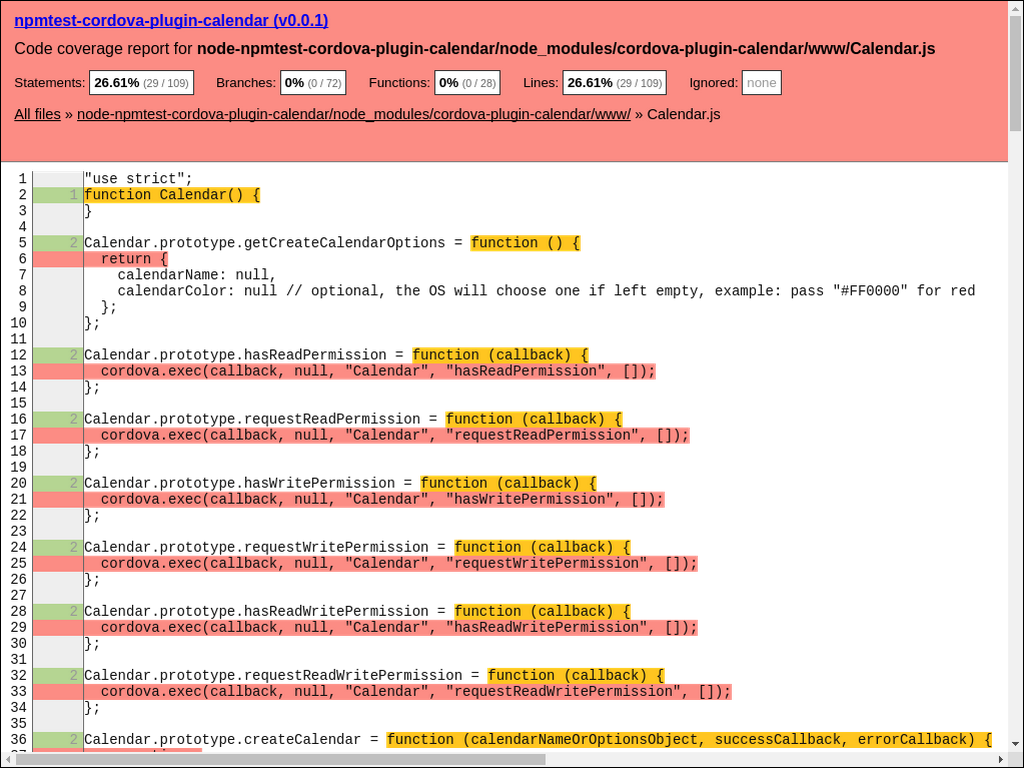 npmtest-cordova-plugin-calendar (v0.0.1)
Code coverage report for node-npmtest-cordova-plugin-calendar/node_modules/cordova-plugin-calendar/www/Calendar.js
Statements: 26.61% (29 / 109) Branches: 0% (0 / 72) Functions: 0% (0 / 28) Lines: 26.61% (29 / 109) Ignored: none
All files » node-npmtest-cordova-plugin-calendar/node_modules/cordova-plugin-calendar/www/ » Calendar.js
1 "use strict";
2 1 function Calendar() {
3 }
4
5 2 Calendar.prototype.getCreateCalendarOptions = function () {
6 return {
7 calendarName: null,
8 calendarColor: null // optional, the OS will choose one if left empty, example: pass "#FF0000" for red
9 };
10 };
11
12 2 Calendar.prototype.hasReadPermission = function (callback) {
13 cordova.exec(callback, null, "Calendar", "hasReadPermission", []);
14 };
15
16 2 Calendar.prototype.requestReadPermission = function (callback) {
17 cordova.exec(callback, null, "Calendar", "requestReadPermission", []);
18 };
19
20 2 Calendar.prototype.hasWritePermission = function (callback) {
21 cordova.exec(callback, null, "Calendar", "hasWritePermission", []);
22 };
23
24 2 Calendar.prototype.requestWritePermission = function (callback) {
25 cordova.exec(callback, null, "Calendar", "requestWritePermission", []);
26 };
27
28 2 Calendar.prototype.hasReadWritePermission = function (callback) {
29 cordova.exec(callback, null, "Calendar", "hasReadWritePermission", []);
30 };
31
32 2 Calendar.prototype.requestReadWritePermission = function (callback) {
33 cordova.exec(callback, null, "Calendar", "requestReadWritePermission", []);
34 };
35
36 2 Calendar.prototype.createCalendar = function (calendarNameOrOptionsObject, successCallback, errorCallback) {